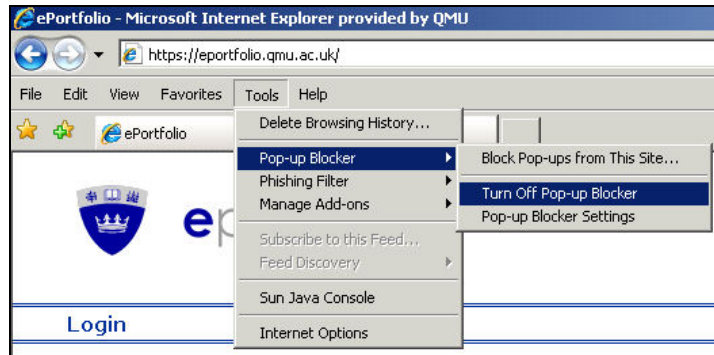 ePortfolio - Microsoft Internet Explorer provided by QMU
https://eportfolio.qmu.ac.uk/
File Edit View Favorites Tools Help
ePortfolio
Delete Browsing History...
Pop-up Blocker
Phishing Filter
Manage Add-ons
Subscribe to this Feed...
Feed Discovery
Sun Java Console
Internet Options
Block Pop-ups from This Site...
Turn Off Pop-up Blocker
Pop-up Blocker Settings
Login